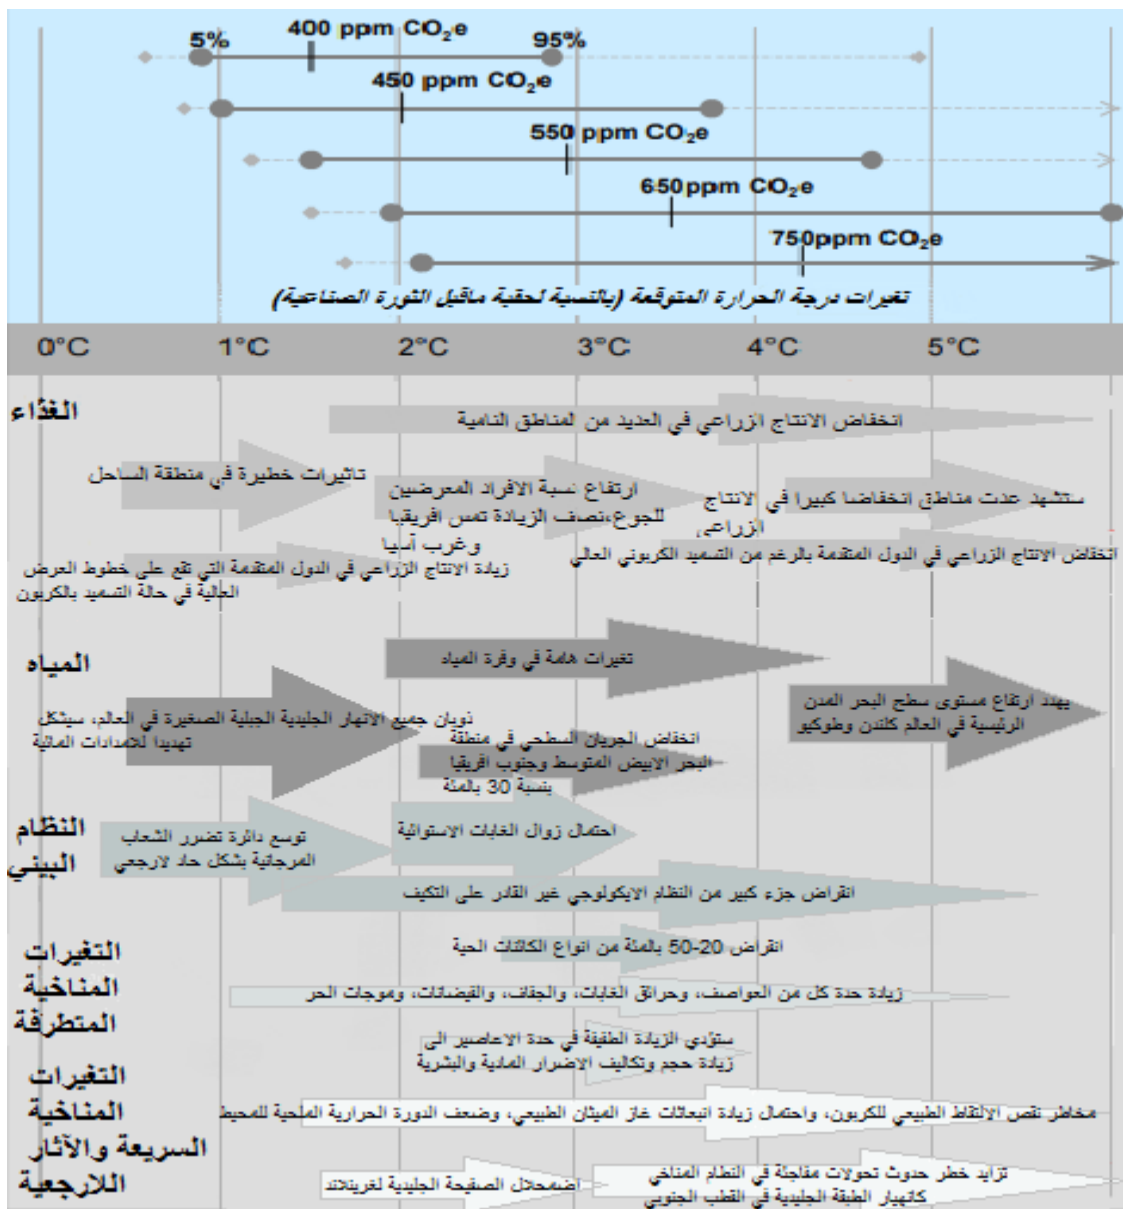 400 ppm CO₂e
5%
95%
450 ppm CO₂e
550 ppm CO₂e
650ppm CO₂e
750ppm CO₂e
تغيرات درجة الحرارة المتوقعة (بالنسبة لحقبة ماقبل الثورة الصناعية)
0°C 1°C 2°C 3°C 4°C 5°C
الغذاء
انخفاض الانتاج الزراعي في العديد من المناطق النامية
تاثيرات خطيرة في منطقة الساحل
ارتفاع نسبة الافراد المعرضين
للجوع،نصف الزيادة تمس افريقيا
وغرب آسيا
ستشهد عدت مناطق انخفاضا كبيرا في الانتاج
الزراعي
زيادة الانتاج الزراعي في الدول المتقدمة التي تقع على خطوط العرض
العالية في حالة التسميد بالكربون
انخفاض الانتاج الزراعي في الدول المتقدمة بالرغم من التسميد الكربوني العالي
المياه
تغيرات هامة في وفرة المياه
ذوبان جميع الانهار الجليدية الجبلية الصغيرة في العالم، سيشكل
تهديدا للامدادات المائية
انخفاض الجريان السطحي في منطقة
البحر الابيض المتوسط وجنوب افريقيا
بنسبة 30 بالمئة
يهدد ارتفاع مستوى سطح البحر المدن
الرئيسية في العالم كلندن وطوكيو
النظام
البيئي
توسع دائرة تضرر الشعاب
المرجانية بشكل حاد لارجعي
احتمال زوال الغابات الاستوائية
انقراض جزء كبير من النظام الايكولوجي غير القادر على التكيف
انقراض 20-50 بالمئة من انواع الكائنات الحية
التغيرات
المناخية
المتطرفة
زيادة حدة كل من العواصف، وحرائق الغابات، والجفاف، والفيضانات، وموجات الحر
ستؤدي الزيادة الطفيفة في حدة الاعاصير الى
زيادة حجم وتكاليف الاضرار المادية والبشرية
التغيرات
المناخية
السريعة والآثار
اللارجعية
مخاطر نقص الالتقاط الطبيعي للكربون، واحتمال زيادة انبعاثات غاز الميثان الطبيعي، وضعف الدورة الحرارية الملحية للمحيط
اضمحلال الصفيحة الجليدية لغرينلاند
تزايد خطر حدوث تحولات مفاجئة في النظام المناخي
كانهيار الطبقة الجليدية في القطب الجنوبي